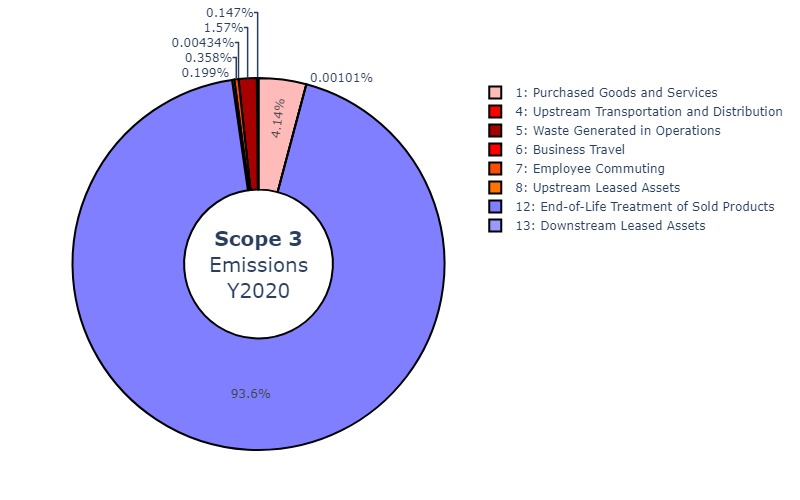 0.147%
1.57%
0.00434%
0.358%
0.199%
0.00101%
4.14%
1: Purchased Goods and Services
4: Upstream Transportation and Distribution
5: Waste Generated in Operations
6: Business Travel
7: Employee Commuting
8: Upstream Leased Assets
12: End-of-Life Treatment of Sold Products
13: Downstream Leased Assets
Scope 3
Emissions
Y2020
93.6%